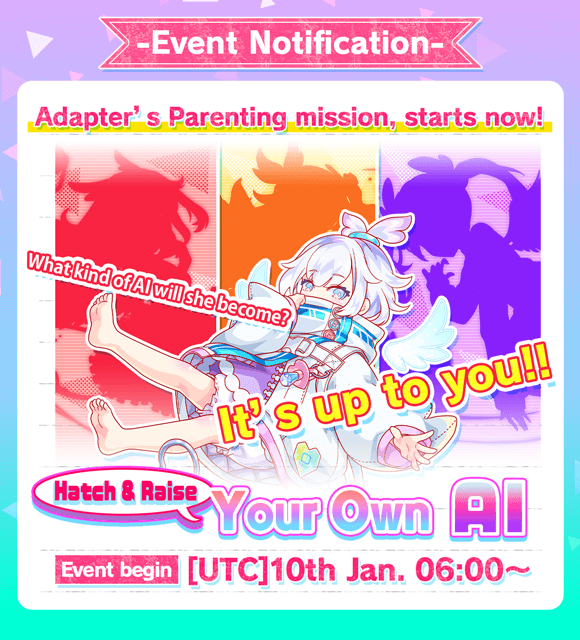 -Event Notification-
Adapter's Parenting mission, starts now!
What kind of AI will she become?
It's up to you!!
Hatch & Raise
Your Own AI
Event begin [UTC]10th Jan. 06:00～